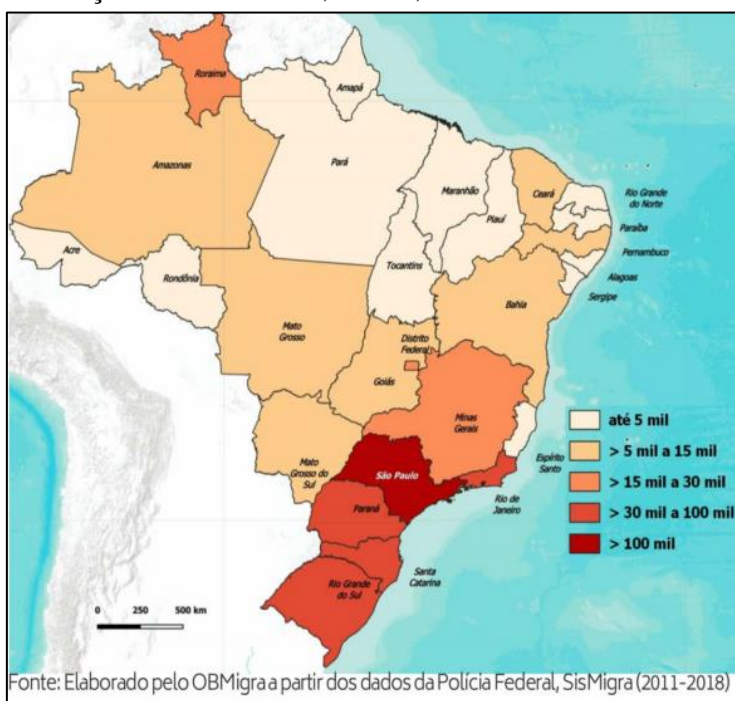 Roraima
Amapá
Amazonas
Pará
Maranhão
Ceará
Rio Grande
do Norte
Piauí
Paraíba
Pernambuco
Acre
Rondônia
Tocantins
Alagoas
Sergipe
Bahia
Mato
Grosso
Distrito
Federal
Goiás
Minas
Gerais
Mato
Grosso
do Sul
Espírito
Santo
São Paulo
Rio de
Janeiro
Paraná
Santa
Catarina
Rio Grande
do Sul
até 5 mil
> 5 mil a 15 mil
> 15 mil a 30 mil
> 30 mil a 100 mil
> 100 mil
0 250 500 km
Fonte: Elaborado pelo OBMigra a partir dos dados da Polícia Federal, SisMigra (2011-2018)